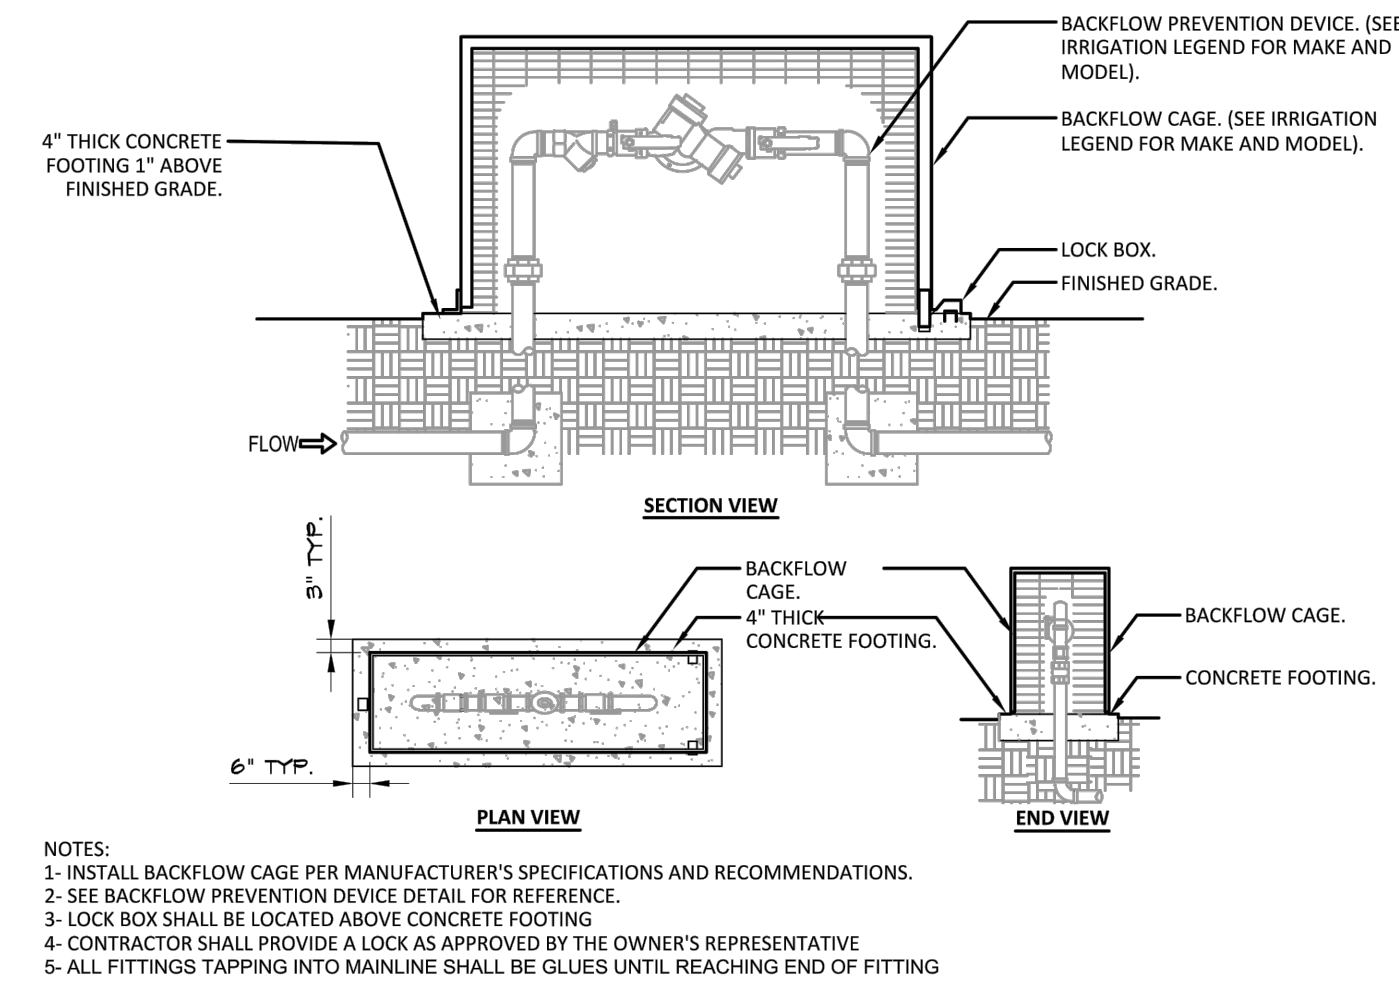 BACKFLOW PREVENTION DEVICE. (SEE
IRRIGATION LEGEND FOR MAKE AND
MODEL).
BACKFLOW CAGE. (SEE IRRIGATION
LEGEND FOR MAKE AND MODEL).
4" THICK CONCRETE
FOOTING 1" ABOVE
FINISHED GRADE.
LOCK BOX.
FINISHED GRADE.
FLOW
SECTION VIEW
3" TYP.
BACKFLOW
CAGE.
4" THICK
CONCRETE FOOTING.
BACKFLOW CAGE.
CONCRETE FOOTING.
6" TYP.
PLAN VIEW
END VIEW
NOTES:
1- INSTALL BACKFLOW CAGE PER MANUFACTURER'S SPECIFICATIONS AND RECOMMENDATIONS.
2- SEE BACKFLOW PREVENTION DEVICE DETAIL FOR REFERENCE.
3- LOCK BOX SHALL BE LOCATED ABOVE CONCRETE FOOTING
4- CONTRACTOR SHALL PROVIDE A LOCK AS APPROVED BY THE OWNER'S REPRESENTATIVE
5- ALL FITTINGS TAPPING INTO MAINLINE SHALL BE GLUES UNTIL REACHING END OF FITTING